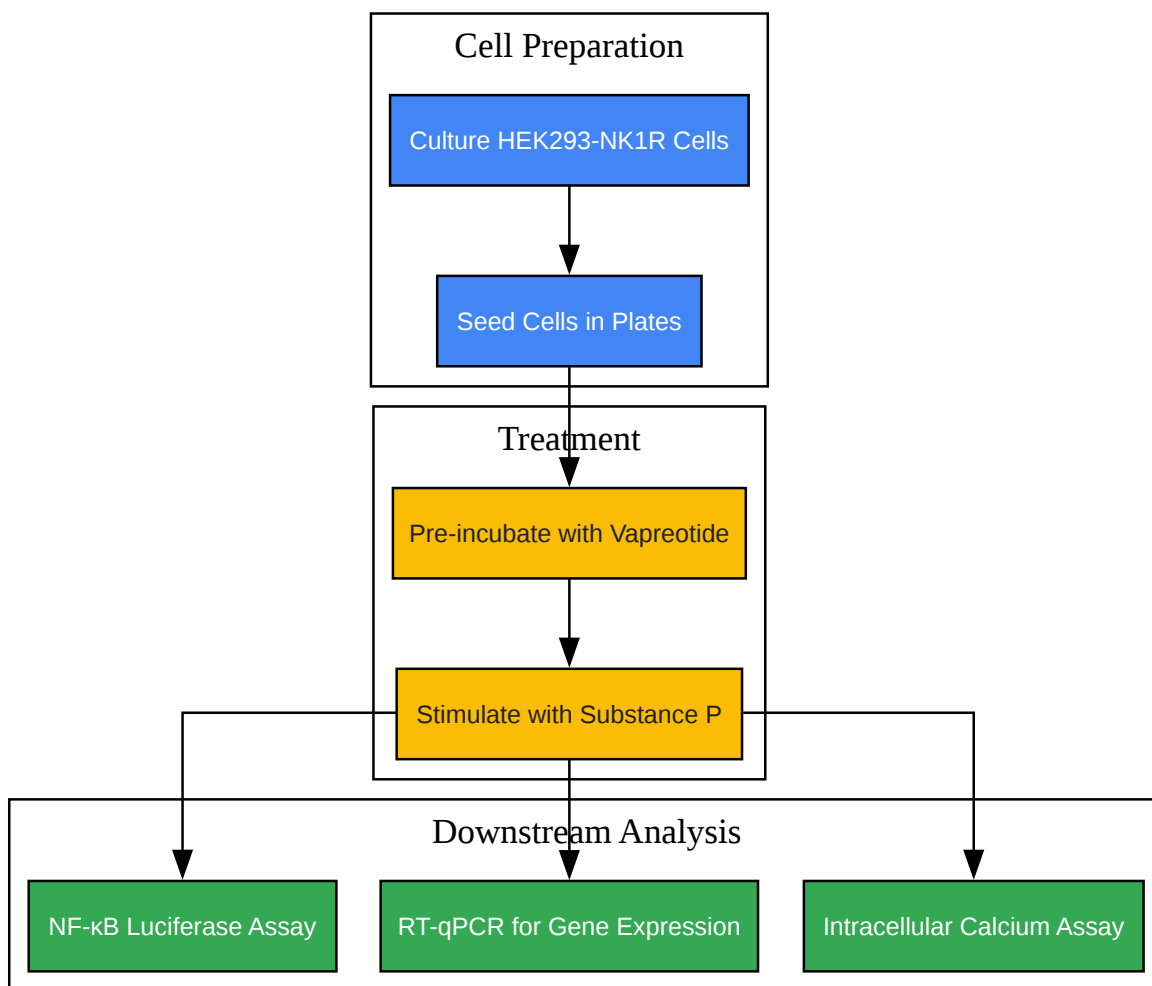 Cell Preparation
Culture HEK293-NK1R Cells
Seed Cells in Plates
Treatment
Pre-incubate with Vapreotide
Stimulate with Substance P
Downstream Analysis
NF-κB Luciferase Assay
RT-qPCR for Gene Expression
Intracellular Calcium Assay